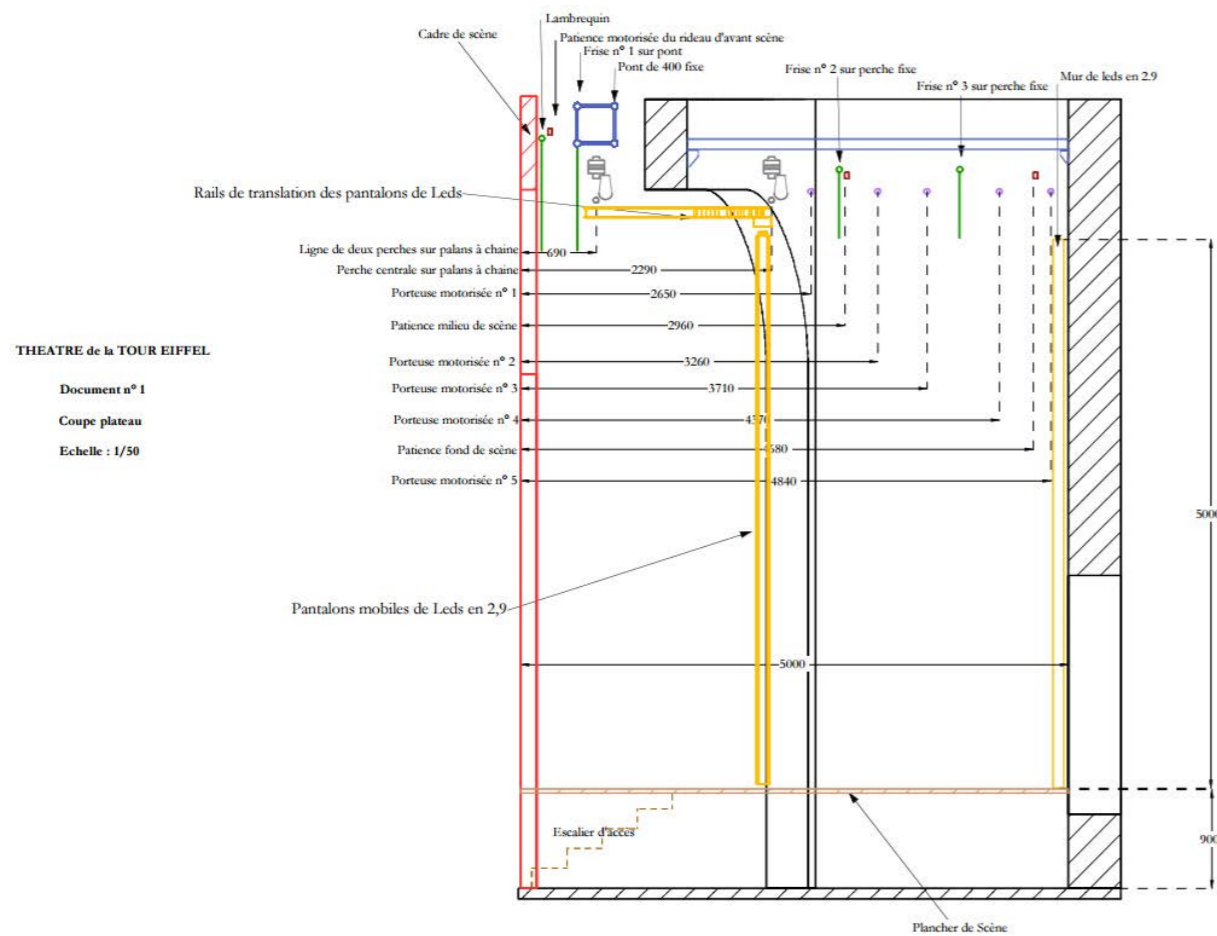 Lambrequin
Patience motorisée du rideau d'avant scène
Cadre de scène
Frise n° 1 sur pont
Pont de 400 fixe
Frise n° 2 sur perche fixe
Mur de leds en 2.9
Frise n° 3 sur perche fixe
Rails de translation des pantalons de Leds
Ligne de deux perches sur palans à chaine
690
Perche centrale sur palans à chaine
2290
Porteuse motorisée n° 1
2650
Patience milieu de scène
2960
THEATRE de la TOUR EIFFEL
Porteuse motorisée n° 2
3260
Document n° 1
Porteuse motorisée n° 3
3710
Coupe plateau
Porteuse motorisée n° 4
4370
Echelle : 1/50
Patience fond de scène
Porteuse motorisée n° 5
4840
5000
Pantalons mobiles de Leds en 2,9
5000
Escalier d'accès
900
Plancher de Scène